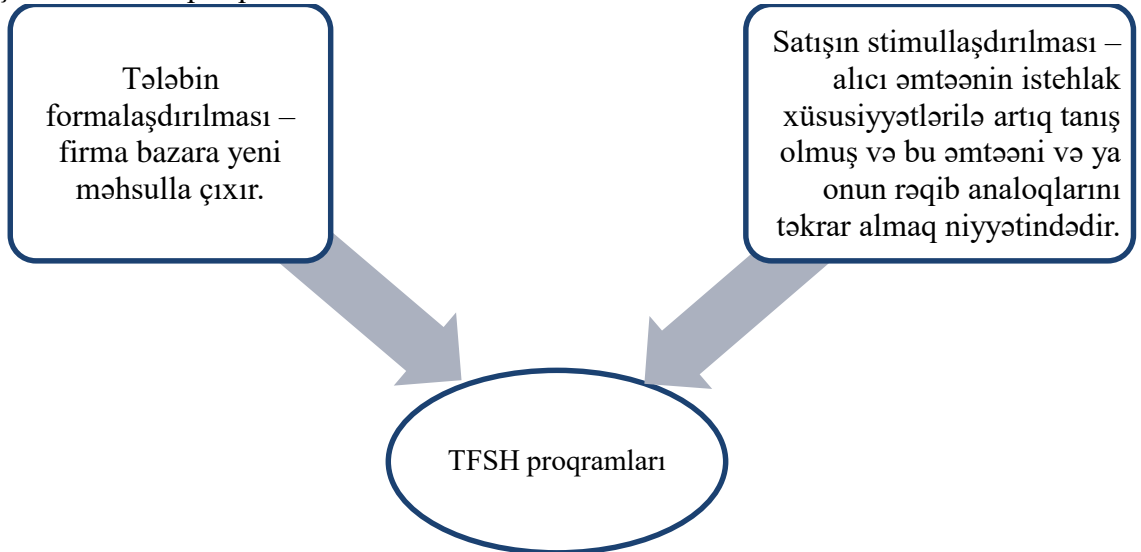 Tələbin
formalaşdırılması –
firma bazara yeni
məhsulla çıxır.
Satışın stimullaşdırılması –
alıcı əmtəənin istehlak
xüsusiyyətlərilə artıq tanış
olmuş və bu əmtəəni və ya
onun rəqib analoqlarını
təkrar almaq niyyətindədir.
TFSH proqramları